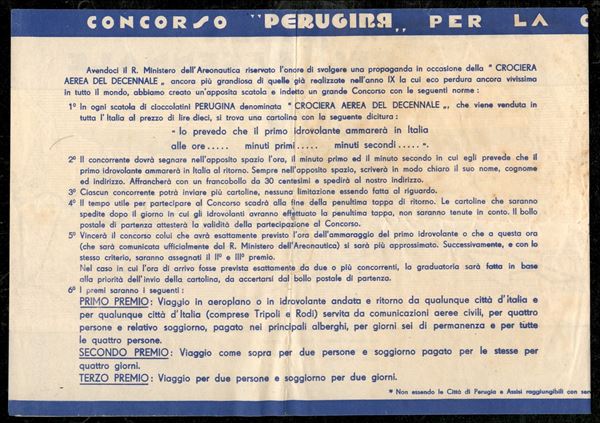 CONCORSO "PERUGINA" PER LA C
Avendoci il R. Ministero dell'Areonautica riservato l'onore di svolgere una propaganda in occasione della " CROCIERA
AEREA DEL DECENNALE „ ancora più grandiosa di quelle già realizzate nell'anno IX la cui eco perdura ancora vivissima
in tutto il mondo, abbiamo creato un'apposita scatola e indetto un grande Concorso con le seguenti norme :
1º In ogni scatola di cioccolatini PERUGINA denominata " CROCIERA AEREA DEL DECENNALE „, che viene venduta in
tutta l'Italia al prezzo di lire dieci, si trova una cartolina con la seguente dicitura :
- Io prevedo che il primo idrovolante ammarerà in Italia
alle ore..... minuti primi..... minuti secondi..... -.
2º Il concorrente dovrà segnare nell'apposito spazio l'ora, il minuto primo ed il minuto secondo in cui egli prevede che il
primo idrovolante ammarerà in Italia al ritorno. Sempre nell'apposito spazio, scriverà in modo chiaro il suo nome, cognome
ed indirizzo. Affrancherà con un francobollo da 30 centesimi e spedirà al nostro indirizzo.
3º Ciascun concorrente potrà inviare più cartoline, nessuna limitazione essendo fatta al riguardo.
4º Il tempo utile per partecipare al Concorso scadrà alla fine della penultima tappa di ritorno. Le cartoline che saranno
spedite dopo il giorno in cui gli idrovolanti avranno effettuato la penultima tappa, non saranno tenute in conto. Il bollo
postale di partenza attesterà la validità della partecipazione al Concorso.
5º Vincerà il concorso colui che avrà esattamente previsto l'ora dell'ammaraggio del primo idrovolante o che a questa ora
(che sarà comunicata ufficialmente dal R. Ministero dell'Areonautica) si sarà più approssimato. Successivamente, e con lo
stesso criterio, saranno assegnati il IIº e IIIº premio.
Nel caso in cui l'ora di arrivo fosse prevista esattamente da due o più concorrenti, la graduatoria sarà fatta in base
alla priorità dell'invio della cartolina, da accertarsi dal bollo postale di partenza.
6º I premi saranno i seguenti :
PRIMO PREMIO: Viaggio in aeroplano o in idrovolante andata e ritorno da qualunque città d'Italia e
per qualunque città d'Italia (comprese Tripoli e Rodi) servita da comunicazioni aeree civili, per quattro
persone e relativo soggiorno, pagato nei principali alberghi, per giorni sei di permanenza e per tutte
le quattro persone.
SECONDO PREMIO: Viaggio come sopra per due persone e soggiorno pagato per le stesse per
quattro giorni.
TERZO PREMIO: Viaggio per due persone e soggiorno per due giorni.
* Non essendo le Città di Perugia e Assisi raggiungibili con ser